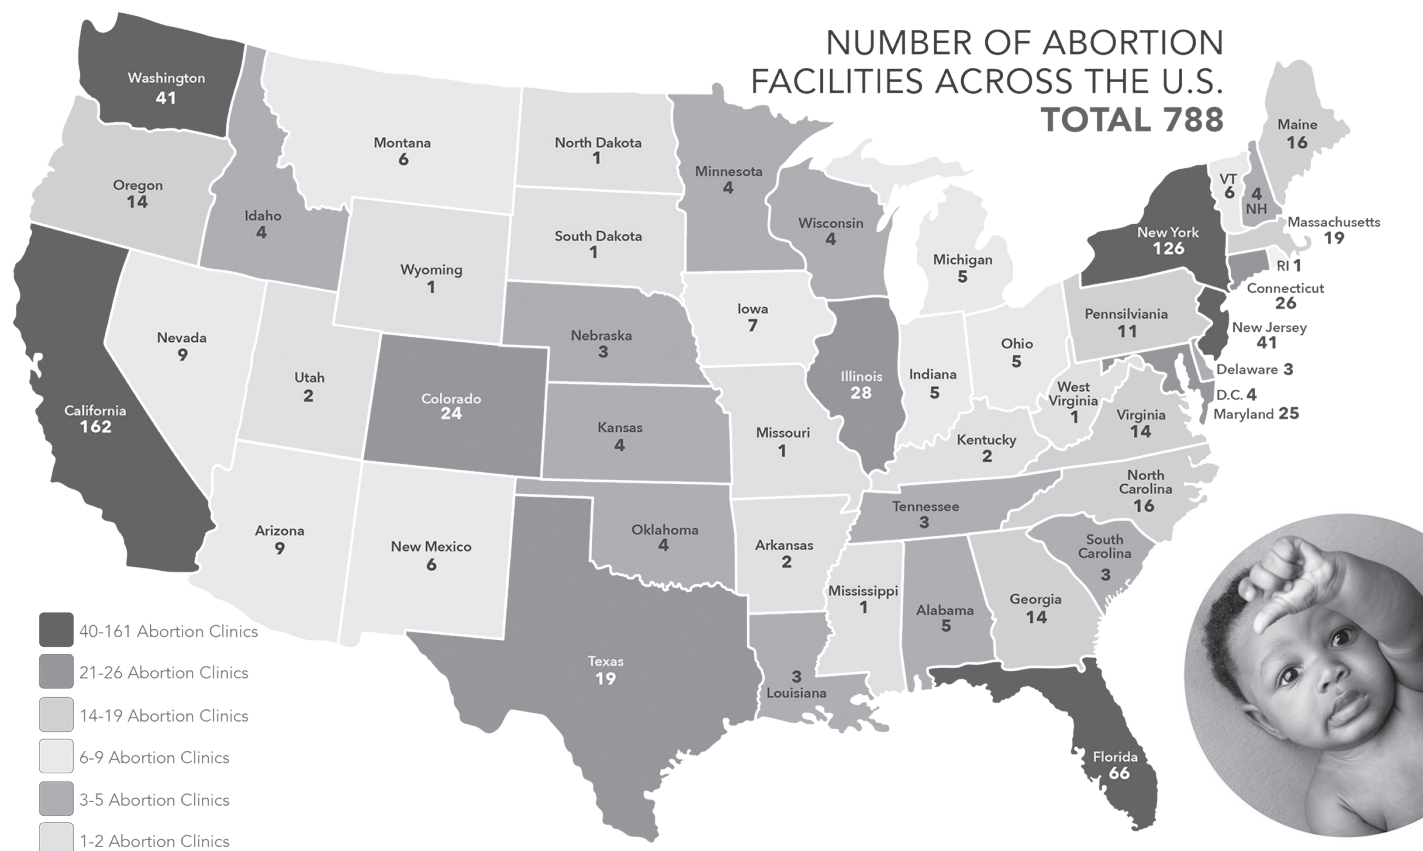 NUMBER OF ABORTION
FACILITIES ACROSS THE U.S.
TOTAL 788
Washington
41
Oregon
14
California
162
Idaho
4
Nevada
9
Montana
6
Wyoming
1
Utah
2
Arizona
9
Colorado
24
New Mexico
6
North Dakota
1
South Dakota
1
Nebraska
3
Kansas
4
Oklahoma
4
Texas
19
Minnesota
4
Iowa
7
Missouri
1
Arkansas
2
3
Louisiana
Wisconsin
4
Illinois
28
Michigan
5
Indiana
5
Ohio
5
Kentucky
2
Tennessee
3
Mississippi
1
Alabama
5
Georgia
14
Florida
66
South
Carolina
3
North
Carolina
16
Virginia
14
West
Virginia
1
Pennsilviania
11
New York
126
VT
6
4
NH
Maine
16
Massachusetts
19
RI 1
Connecticut
26
New Jersey
41
Delaware 3
D.C. 4
Maryland 25
40-161 Abortion Clinics
21-26 Abortion Clinics
14-19 Abortion Clinics
6-9 Abortion Clinics
3-5 Abortion Clinics
1-2 Abortion Clinics